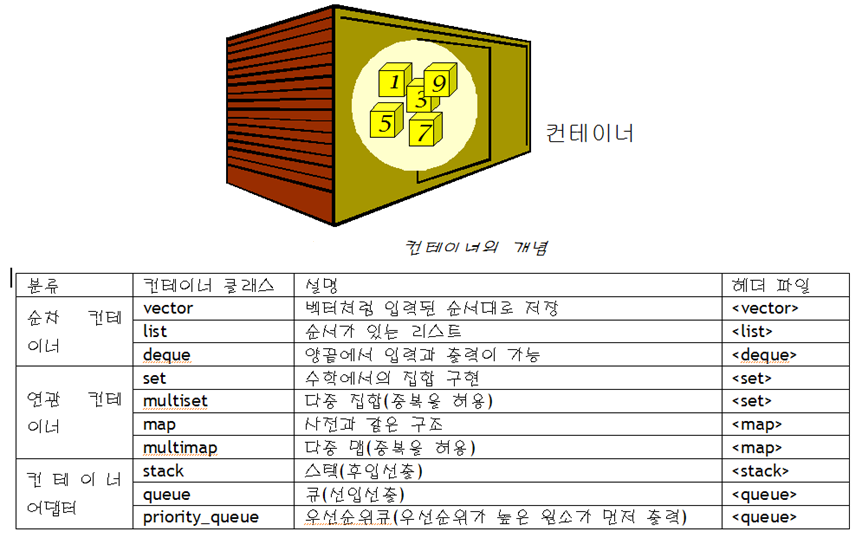 1
9
3
5
7
컨테이너
컨테이너의 개념
분류 컨테이너 클래스 설명 헤더 파일
순차 컨테이너 vector 벡터처럼 입력된 순서대로 저장 <vector>
list 순서가 있는 리스트 <list>
deque 양끝에서 입력과 출력이 가능 <deque>
연관 컨테이너 set 수학에서의 집합 구현 <set>
multiset 다중 집합(중복을 허용) <set>
map 사전과 같은 구조 <map>
multimap 다중 맵(중복을 허용) <map>
컨테이너 어댑터 stack 스택(후입선출) <stack>
queue 큐(선입선출) <queue>
priority_queue 우선순위큐(우선순위가 높은 원소가 먼저 출력) <queue>